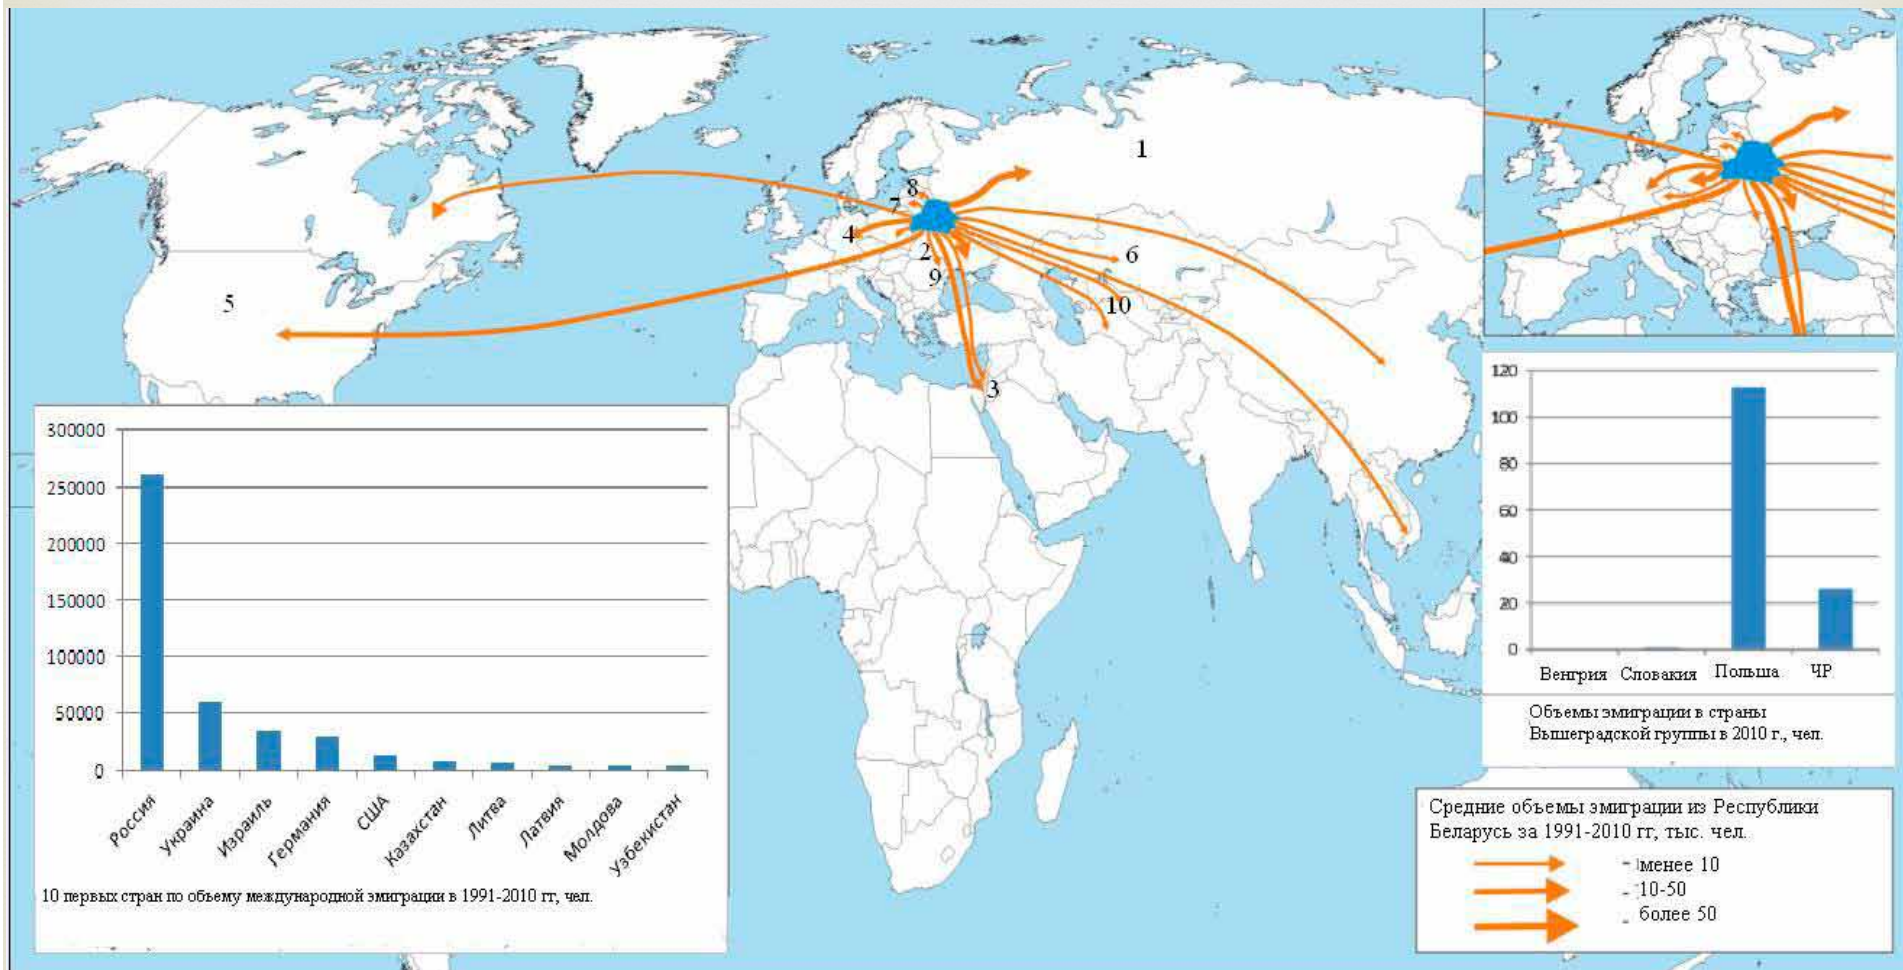 1
8
7
4
2
6
9
5
10
3
300000
250000
200000
150000
100000
50000
0
Россия
Украина
Израиль
Германия
США
Казахстан
Литва
Латвия
Молдова
Узбекистан
10 первых стран по объему международной эмиграции в 1991-2010 гг, чел.
120
100
80
60
40
20
0
Венгрия Словакия Польша ЧР
Объемы эмиграции в страны
Вышеградской группы в 2010 г., чел.
Средние объемы эмиграции из Республики
Беларусь за 1991-2010 гг, тыс. чел.
- менее 10
- 10-50
- более 50